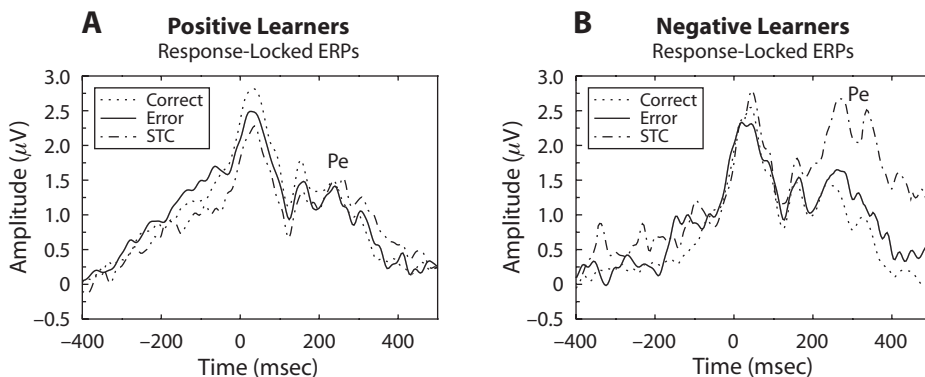 A Positive Learners
Response-Locked ERPs
3.0
2.5
2.0
1.5
1.0
0.5
0
−0.5
Amplitude (μV)
Correct
Error
STC
Pe
−400 −200 0 200 400
Time (msec)
B Negative Learners
Response-Locked ERPs
3.0
2.5
2.0
1.5
1.0
0.5
0
−0.5
Amplitude (μV)
Correct
Error
STC
Pe
−400 −200 0 200 400
Time (msec)